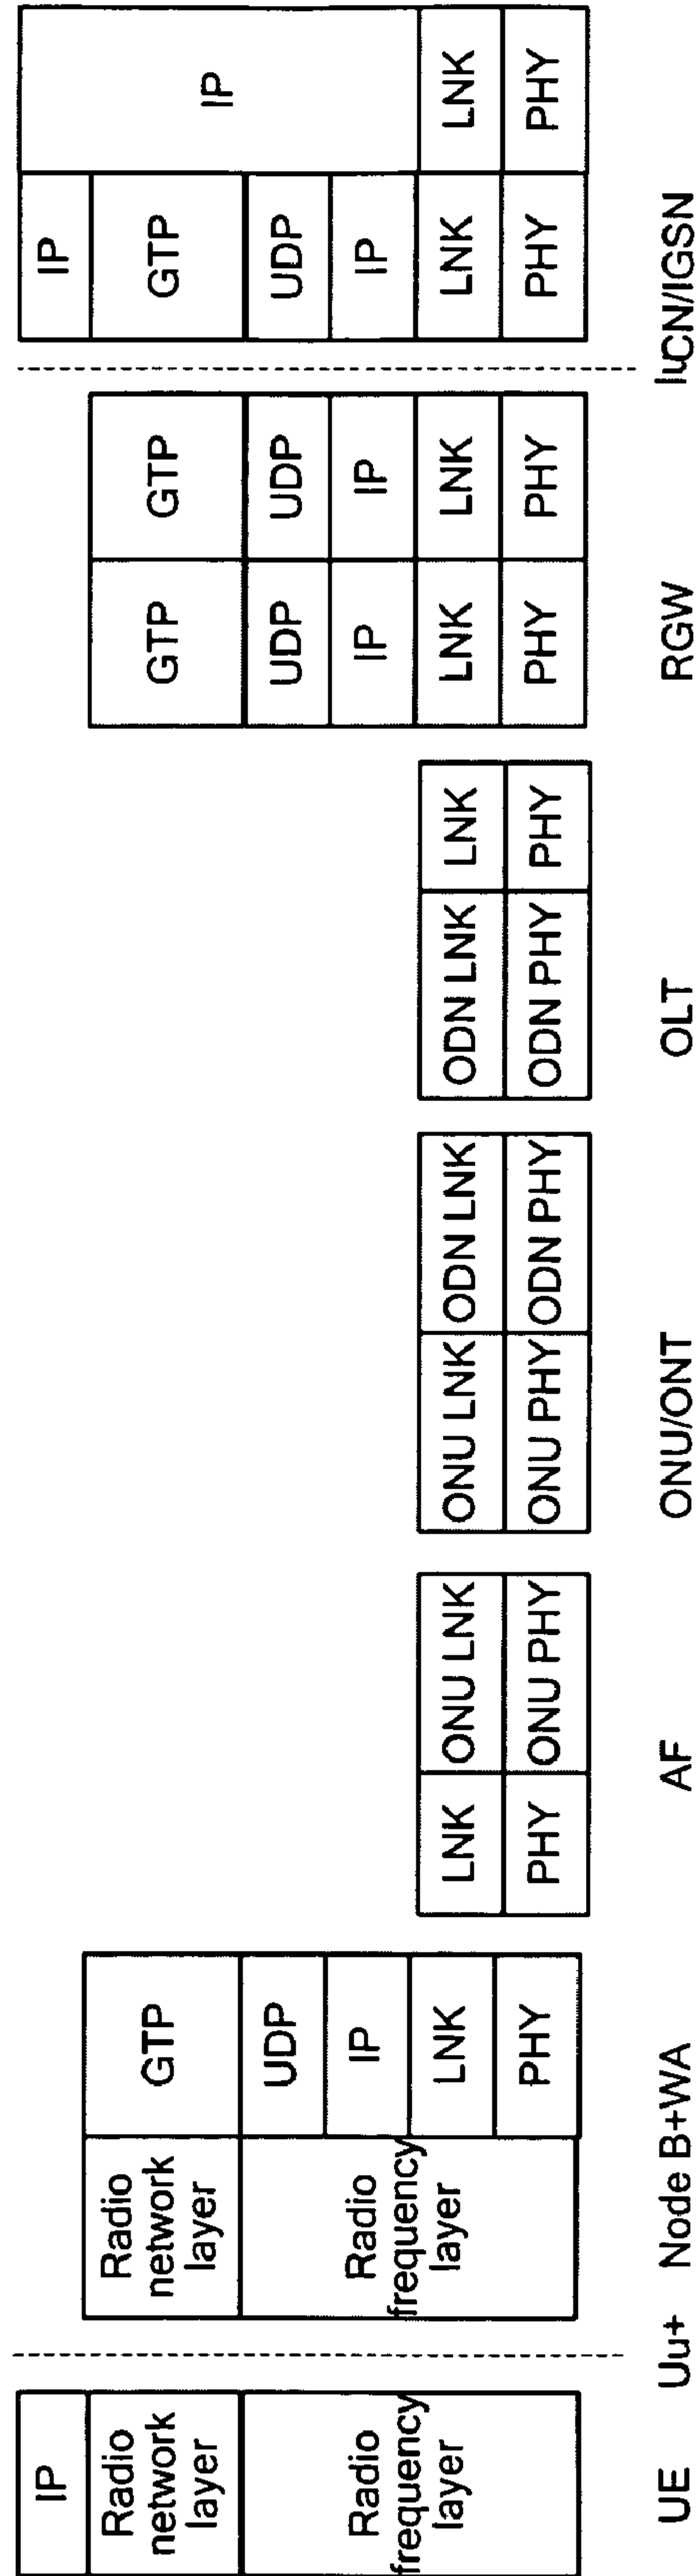 IP
Radio
network
layer
Radio
frequency
layer
UE
Uu+
Radio
network
layer
GTP
Radio
frequency
layer
UDP
IP
LNK
PHY
Node B+WA
LNK
ONU LNK
PHY
ONU PHY
AF
ONU LNK
ODN LNK
ONU PHY
ODN PHY
ONU/ONT
ODN LNK
LNK
ODN PHY
PHY
OLT
GTP
GTP
UDP
UDP
IP
IP
LNK
LNK
PHY
PHY
RGW
Iu
IP
IP
GTP
UDP
IP
LNK
LNK
PHY
PHY
CN/IGSN